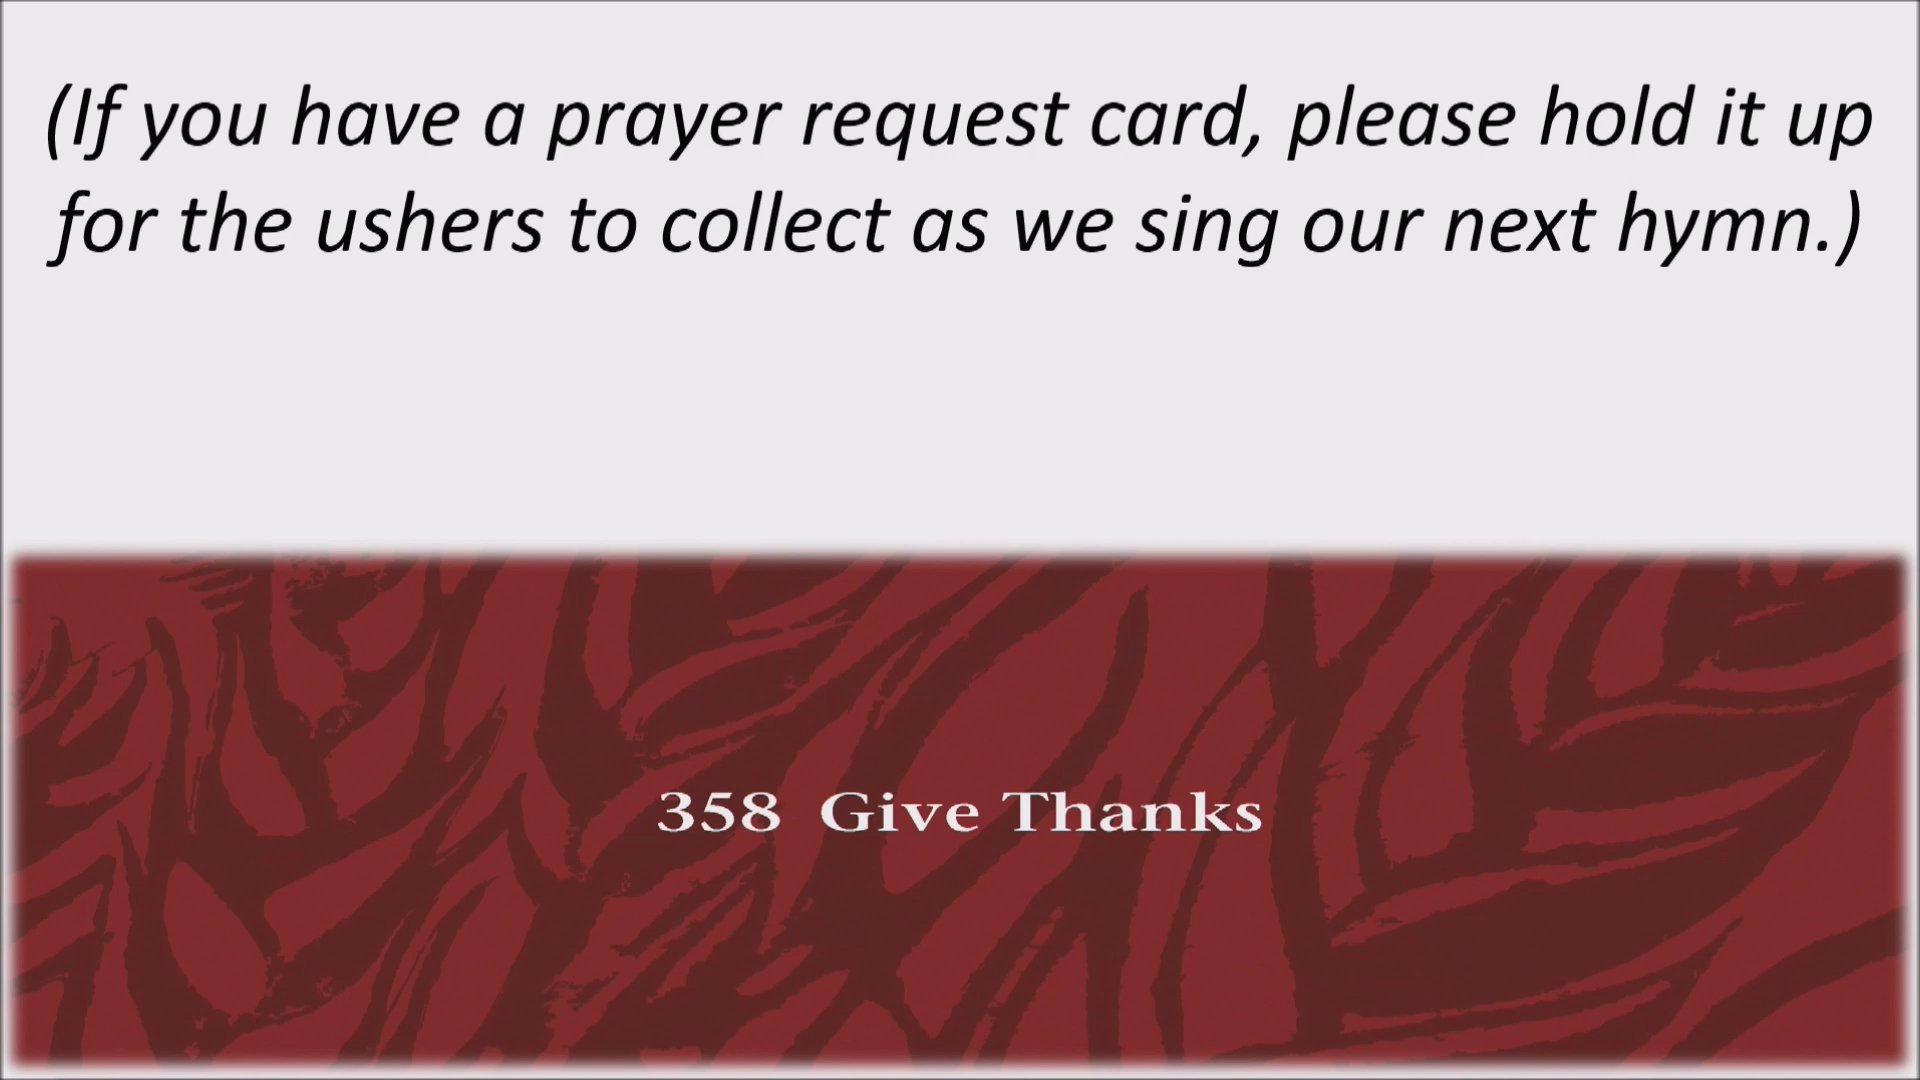 (If you have a prayer request card, please hold it up
for the ushers to collect as we sing our next hymn.)
358 Give Thanks